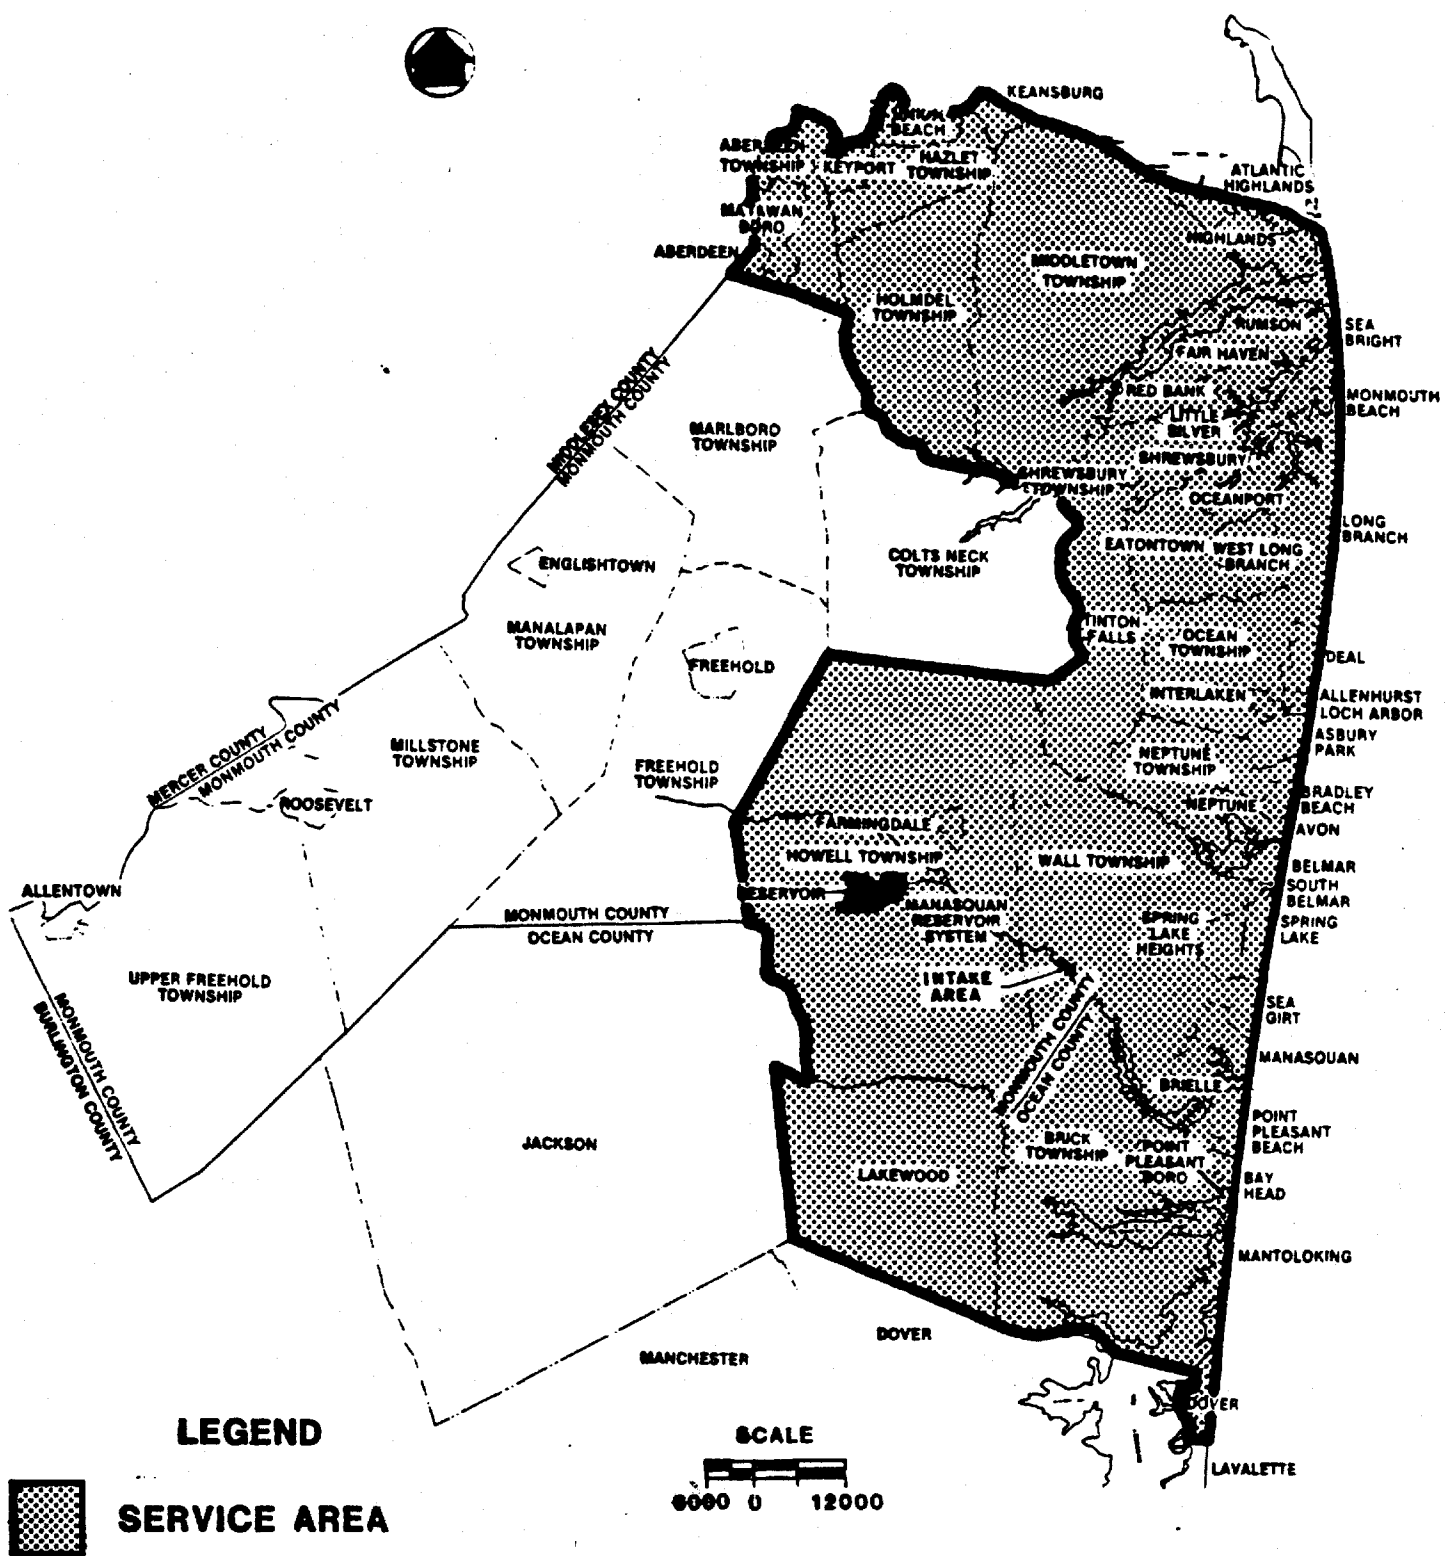 KEANSBURG
UNION
BEACH
ABERDEEN
TOWNSHIP
KEYPORT
HAZLET
TOWNSHIP
ATLANTIC
HIGHLANDS
MATAWAN
BORO
ABERDEEN
HIGHLANDS
MIDDLETOWN
TOWNSHIP
HOLMDEL
TOWNSHIP
RUMSON
SEA
BRIGHT
FAIR HAVEN
MIDDLESEX COUNTY
MONMOUTH COUNTY
RED BANK
MONMOUTH
BEACH
LITTLE
SILVER
MARLBORO
TOWNSHIP
SHREWSBURY
SHREWSBURY
TOWNSHIP
OCEANPORT
LONG
BRANCH
EATONTOWN
WEST LONG
BRANCH
COLTS NECK
TOWNSHIP
ENGLISHTOWN
MANALAPAN
TOWNSHIP
TINTON
FALLS
OCEAN
TOWNSHIP
DEAL
FREEHOLD
INTERLAKEN
ALLENHURST
LOCH ARBOR
MERCER COUNTY
MONMOUTH COUNTY
MILLSTONE
TOWNSHIP
ASBURY
PARK
NEPTUNE
TOWNSHIP
FREEHOLD
TOWNSHIP
ROOSEVELT
BRADLEY
BEACH
NEPTUNE
FARMINGDALE
AVON
HOWELL TOWNSHIP
WALL TOWNSHIP
BELMAR
ALLENTOWN
RESERVOIR
SOUTH
BELMAR
MANASQUAN
RESERVOIR
SYSTEM
MONMOUTH COUNTY
OCEAN COUNTY
SPRING
LAKE
HEIGHTS
SPRING
LAKE
UPPER FREEHOLD
TOWNSHIP
INTAKE
AREA
MONMOUTH COUNTY
BURLINGTON COUNTY
MONMOUTH COUNTY
OCEAN COUNTY
SEA
GIRT
MANASQUAN
BRIELLE
POINT
PLEASANT
BEACH
JACKSON
BRICK
TOWNSHIP
POINT
PLEASANT
BORO
LAKEWOOD
BAY
HEAD
MANTOLOKING
DOVER
MANCHESTER
DOVER
LAVALETTE
LEGEND
SERVICE AREA
SCALE
6000 0 12000